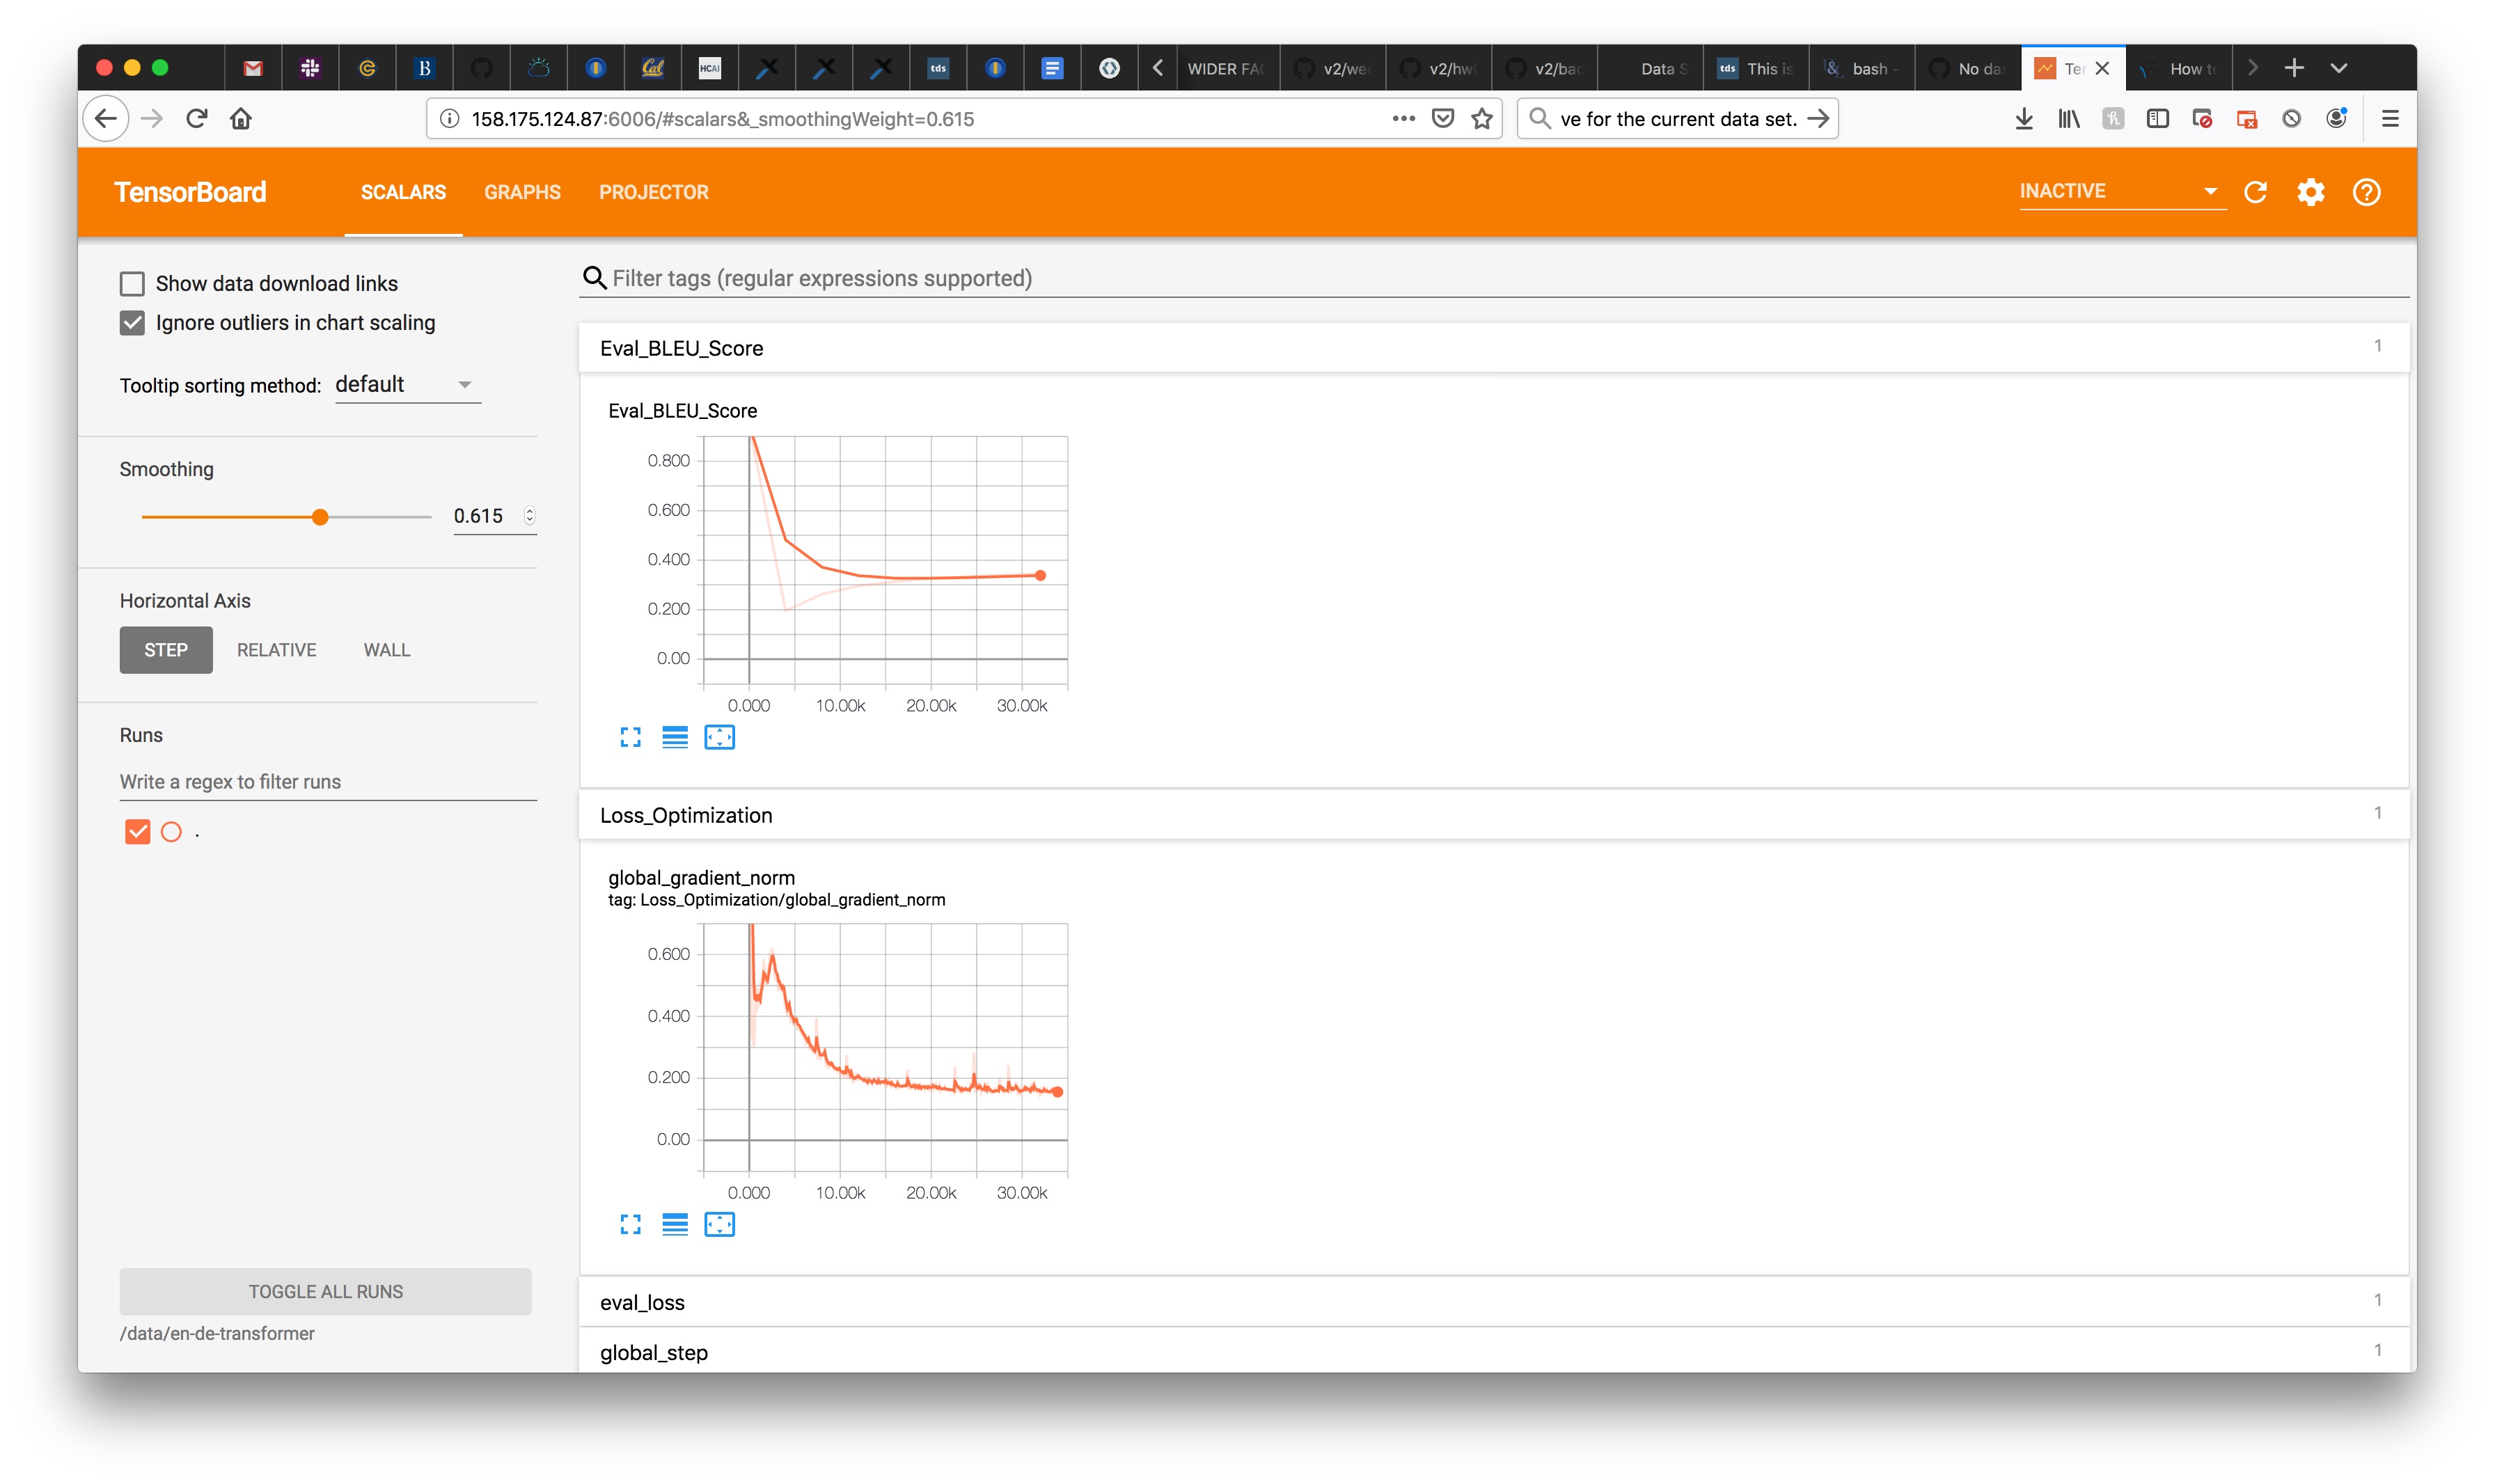 B
Cal
HCAI
tds
WIDER FA
v2/we
v2/hw
v2/bac
Data S
tds This is
bash -
No da
Ter
How to
158.175.124.87:6006/#scalars&_smoothingWeight=0.615
ve for the current data set.
TensorBoard
SCALARS
GRAPHS
PROJECTOR
INACTIVE
Show data download links
Ignore outliers in chart scaling
Tooltip sorting method: default
Smoothing
0.615
Horizontal Axis
STEP
RELATIVE
WALL
Runs
Write a regex to filter runs
.
TOGGLE ALL RUNS
/data/en-de-transformer
Filter tags (regular expressions supported)
Eval_BLEU_Score
1
Eval_BLEU_Score
0.800
0.600
0.400
0.200
0.00
0.000 10.00k 20.00k 30.00k
Loss_Optimization
1
global_gradient_norm
tag: Loss_Optimization/global_gradient_norm
0.600
0.400
0.200
0.00
0.000 10.00k 20.00k 30.00k
eval_loss
1
global_step
1